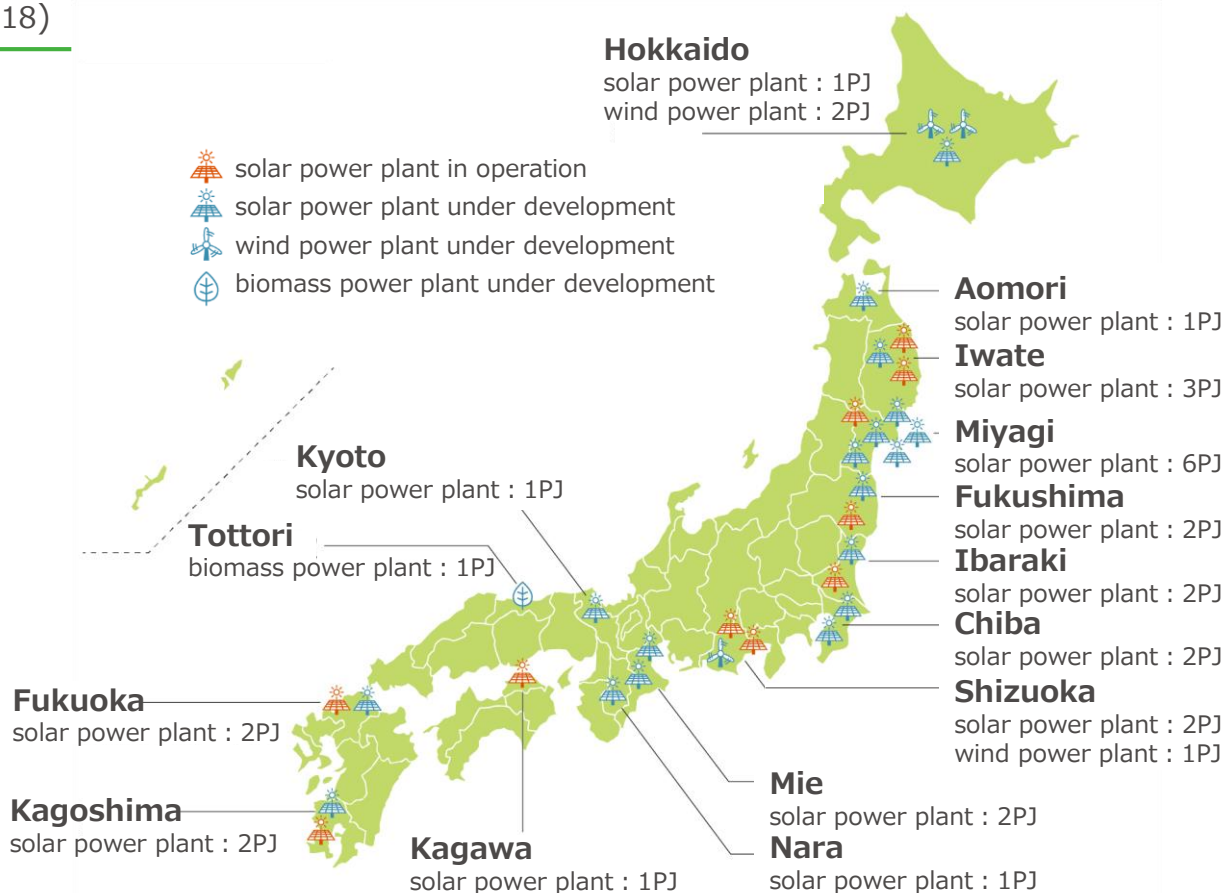 18)
Hokkaido
solar power plant : 1PJ
wind power plant : 2PJ
solar power plant in operation
solar power plant under development
wind power plant under development
biomass power plant under development
Aomori
solar power plant : 1PJ
Iwate
solar power plant : 3PJ
Miyagi
solar power plant : 6PJ
Fukushima
solar power plant : 2PJ
Ibaraki
solar power plant : 2PJ
Chiba
solar power plant : 2PJ
Shizuoka
solar power plant : 2PJ
wind power plant : 1PJ
Kyoto
solar power plant : 1PJ
Tottori
biomass power plant : 1PJ
Fukuoka
solar power plant : 2PJ
Kagoshima
solar power plant : 2PJ
Kagawa
solar power plant : 1PJ
Mie
solar power plant : 2PJ
Nara
solar power plant : 1PJ